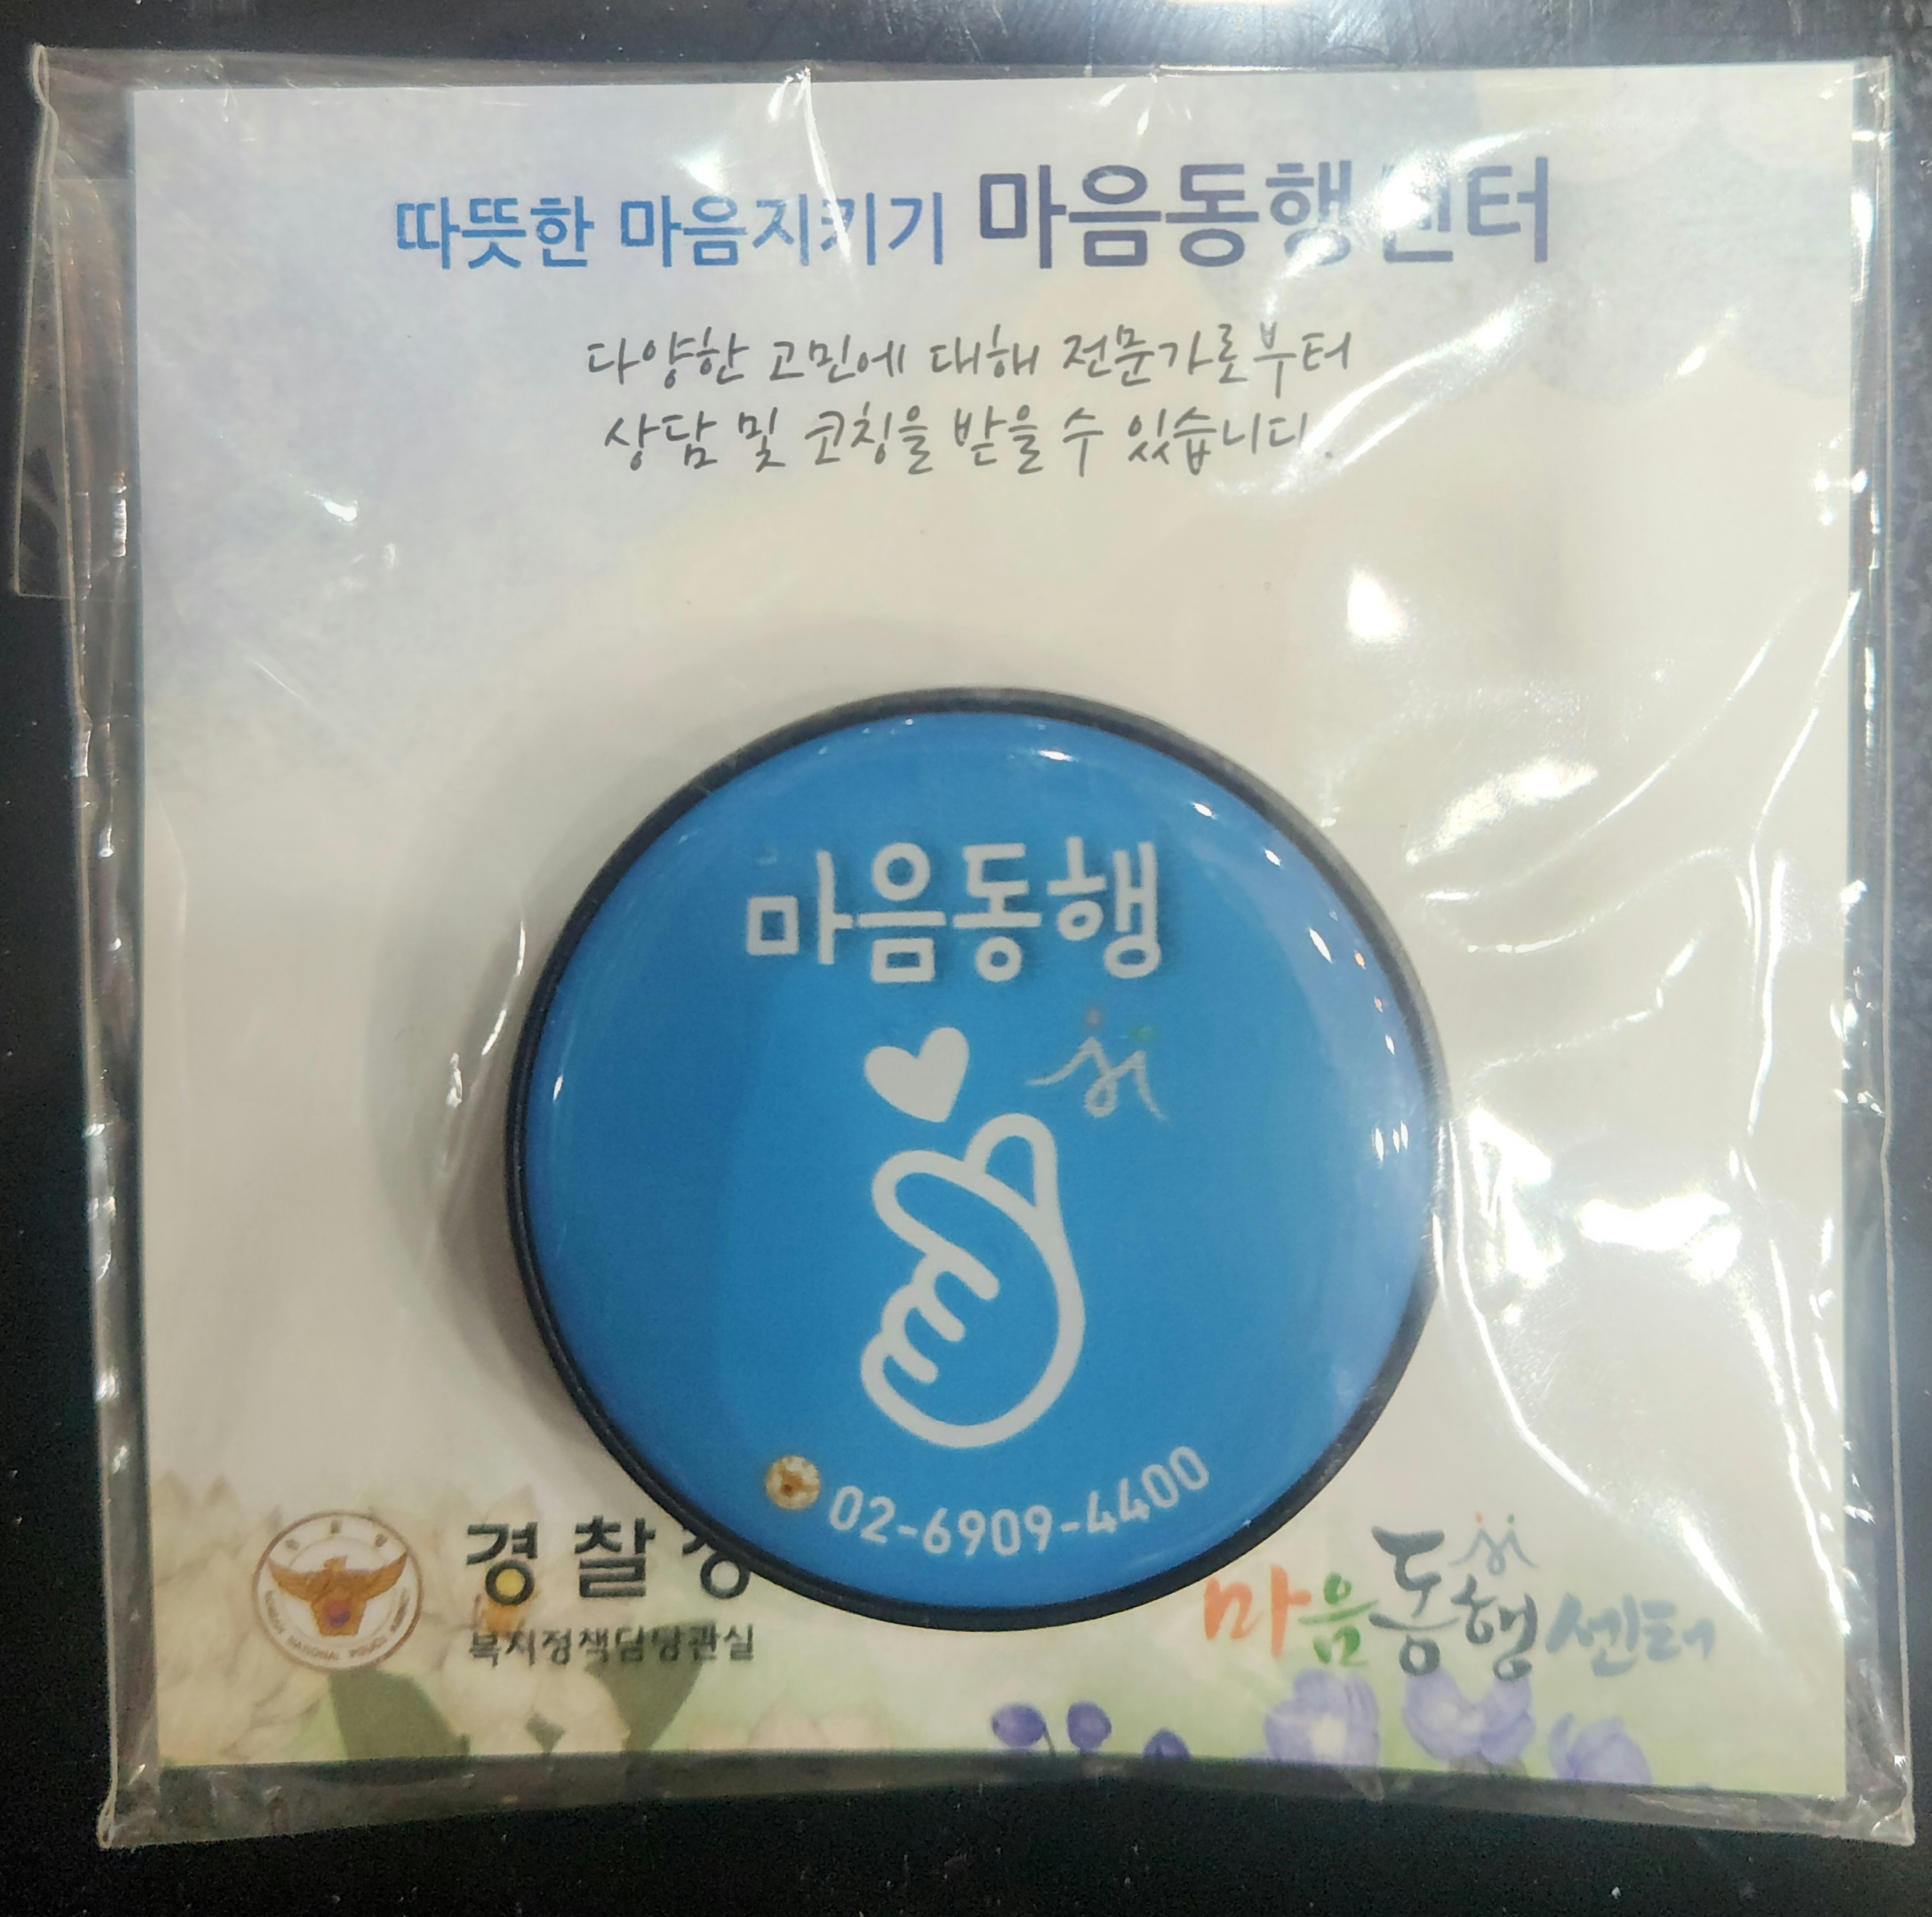 따뜻한 마음지키기 마음동행센터
다양한 고민에 대해 전문가로부터
상담 및 코칭을 받을 수 있습니다.
마음동행
02-6909-4400
경찰청
복지정책담당관실
마음동행센터